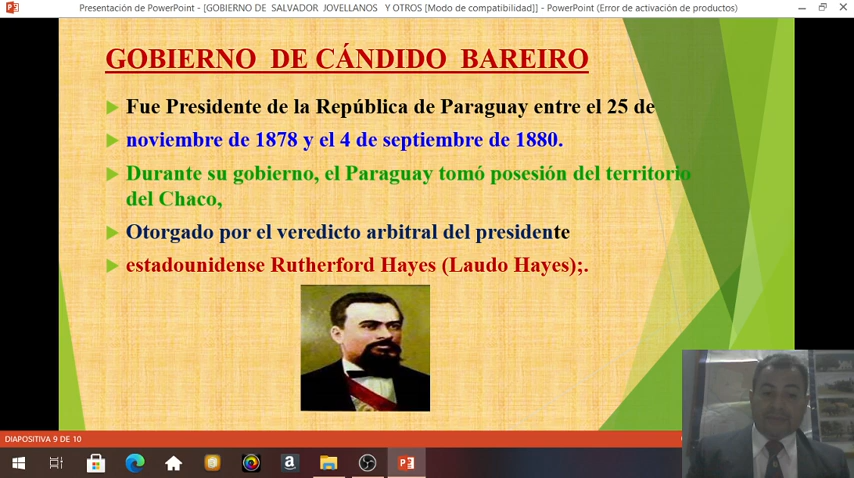 Presentación de PowerPoint - [GOBIERNO DE SALVADOR JOVELLANOS Y OTROS [Modo de compatibilidad]] - PowerPoint (Error de activación de productos)
GOBIERNO DE CÁNDIDO BAREIRO
Fue Presidente de la República de Paraguay entre el 25 de
noviembre de 1878 y el 4 de septiembre de 1880.
Durante su gobierno, el Paraguay tomó posesión del territorio
del Chaco,
Otorgado por el veredicto arbitral del presidente
estadounidense Rutherford Hayes (Laudo Hayes);.
DIAPOSITIVA 9 DE 10